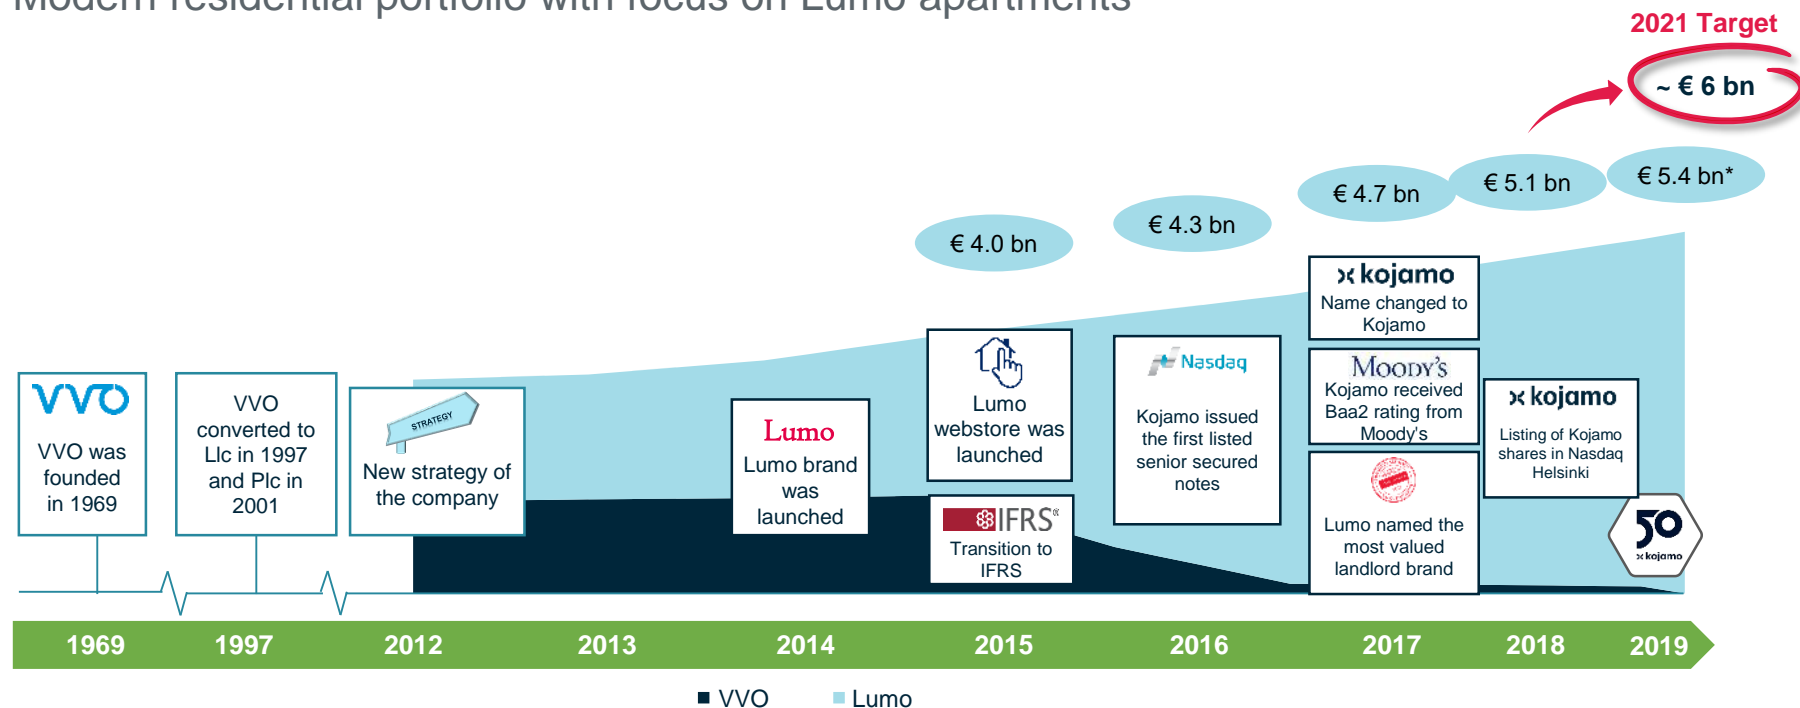 Modern residential portfolio with focus on Lumo apartments
2021 Target
~ € 6 bn
€ 4.0 bn
€ 4.3 bn
€ 4.7 bn
€ 5.1 bn
€ 5.4 bn*
VVO
VVO was
founded
in 1969
VVO
converted to
Llc in 1997
and Plc in
2001
STRATEGY
New strategy of
the company
Lumo
Lumo brand
was
launched
Lumo
webstore was
launched
IFRS®
Transition to
IFRS
Nasdaq
Kojamo issued
the first listed
senior secured
notes
kojamo
Name changed to
Kojamo
MOODY'S
Kojamo received
Baa2 rating from
Moody's
Lumo named the
most valued
landlord brand
kojamo
Listing of Kojamo
shares in Nasdaq
Helsinki
50
kojamo
1969 1997 2012 2013 2014 2015 2016 2017 2018 2019
VVO Lumo